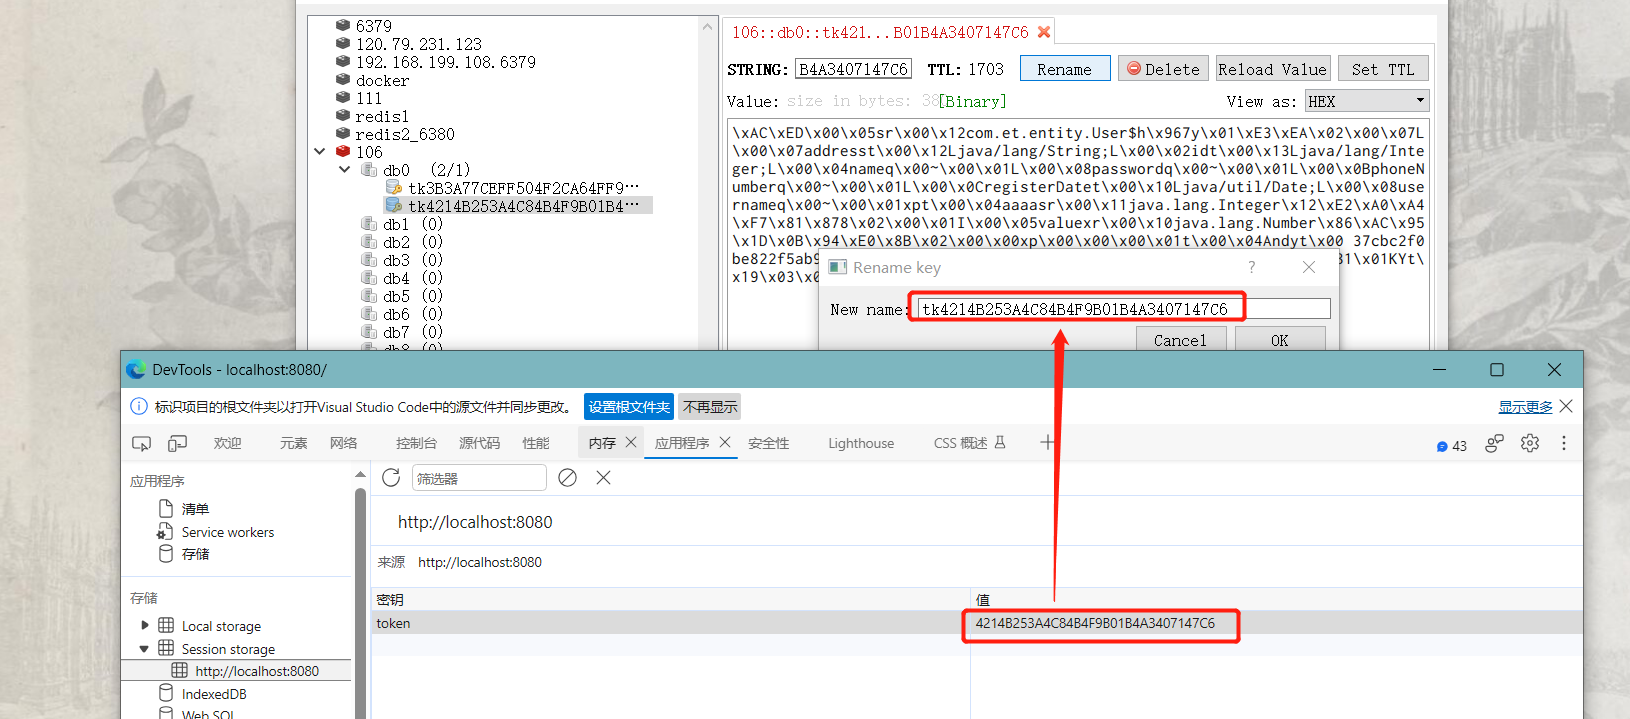 6379
120.79.231.123
192.168.199.108.6379
docker
111
redis1
redis2_6380
106
db0 (2/1)
tk3B3A77CEFF504F2CA64FF9···
tk4214B253A4C84B4F9B01B4···
db1 (0)
db2 (0)
db3 (0)
db4 (0)
db5 (0)
db6 (0)
db7 (0)
db8 (0)
106::db0::tk421...B01B4A3407147C6
STRING: B4A3407147C6 TTL: 1703 Rename Delete Reload Value Set TTL
Value: size in bytes: 38[Binary] View as: HEX
\xAC\xED\x00\x05sr\x00\x12com.et.entity.User$h\x967y\x01\xE3\xEA\x02\x00\x07L
\x00\x07addresst\x00\x12Ljava/lang/String;L\x00\x02idt\x00\x13Ljava/lang/Inte
ger;L\x00\x04nameq\x00~\x00\x01L\x00\x08passwordq\x00~\x00\x01L\x00\x0BphoneN
umberq\x00~\x00\x01L\x00\x0CregisterDatet\x00\x10Ljava/util/Date;L\x00\x08use
rnameq\x00~\x00\x01xpt\x00\x04aaaasr\x00\x11java.lang.Integer\x12\xE2\xA0\xA4
\xF7\x81\x878\x02\x00\x01I\x00\x05valuexr\x00\x10java.lang.Number\x86\xAC\x95
\x1D\x0B\x94\xE0\x8B\x02\x00\x00xp\x00\x00\x00\x01t\x00\x04Andyt\x00 37cbc2f0
be822f5ab9 31\x01KYt\
\x19\x03\x0
Rename key ?
New name: tk4214B253A4C84B4F9B01B4A3407147C6
Cancel OK
DevTools - localhost:8080/
标识项目的根文件夹以打开Visual Studio Code中的源文件并同步更改。 设置根文件夹 不再显示 显示更多
欢迎 元素 网络 控制台 源代码 性能 内存 应用程序 安全性 Lighthouse CSS 概述 43
应用程序
清单
Service workers
存储
存储
Local storage
Session storage
http://localhost:8080
IndexedDB
Web SQL
筛选器
http://localhost:8080
来源 http://localhost:8080
密钥 值
token 4214B253A4C84B4F9B01B4A3407147C6